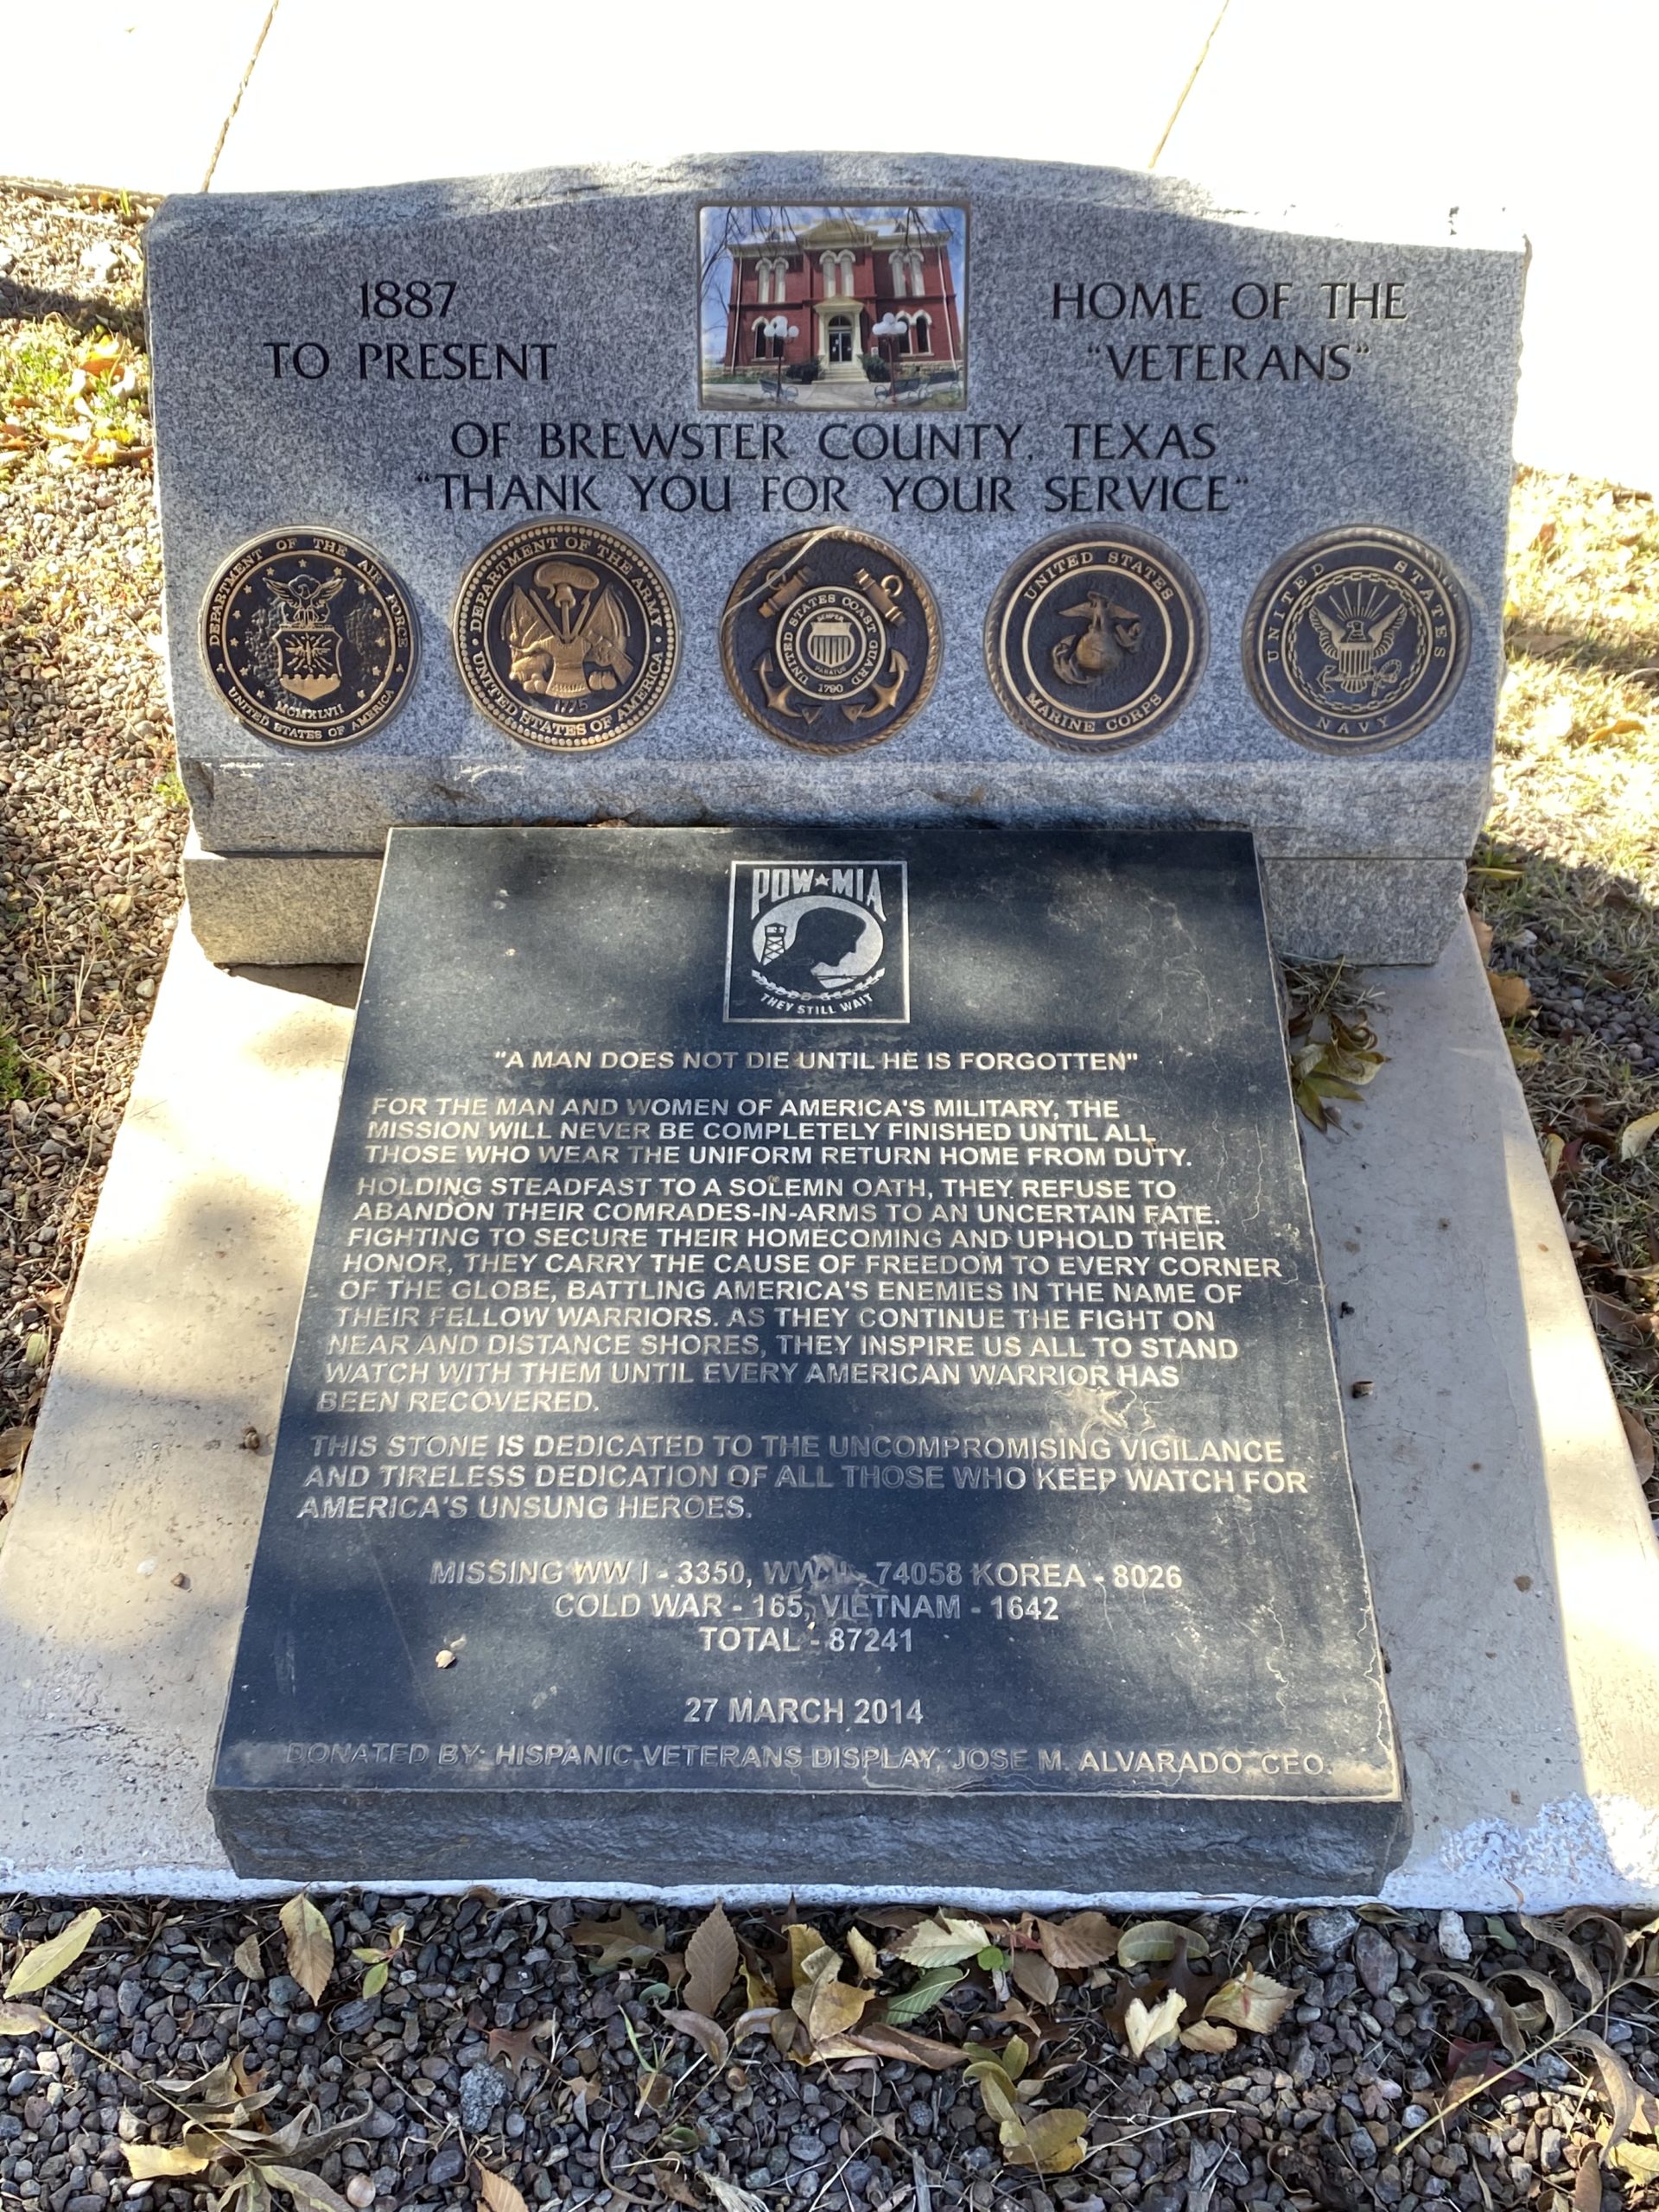 1887
TO PRESENT
HOME OF THE
"VETERANS"
OF BREWSTER COUNTY, TEXAS
"THANK YOU FOR YOUR SERVICE"
DEPARTMENT OF THE AIR FORCE
MCMXLVII
UNITED STATES OF AMERICA
DEPARTMENT OF THE ARMY
1775
UNITED STATES OF AMERICA
UNITED STATES COAST GUARD
SEMPER
PARATUS
1790
UNITED STATES
MARINE CORPS
UNITED STATES
NAVY
POW★MIA
THEY STILL WAIT
"A MAN DOES NOT DIE UNTIL HE IS FORGOTTEN"
FOR THE MAN AND WOMEN OF AMERICA'S MILITARY, THE
MISSION WILL NEVER BE COMPLETELY FINISHED UNTIL ALL
THOSE WHO WEAR THE UNIFORM RETURN HOME FROM DUTY.
HOLDING STEADFAST TO A SOLEMN OATH, THEY REFUSE TO
ABANDON THEIR COMRADES-IN-ARMS TO AN UNCERTAIN FATE.
FIGHTING TO SECURE THEIR HOMECOMING AND UPHOLD THEIR
HONOR, THEY CARRY THE CAUSE OF FREEDOM TO EVERY CORNER
OF THE GLOBE, BATTLING AMERICA'S ENEMIES IN THE NAME OF
THEIR FELLOW WARRIORS. AS THEY CONTINUE THE FIGHT ON
NEAR AND DISTANCE SHORES, THEY INSPIRE US ALL TO STAND
WATCH WITH THEM UNTIL EVERY AMERICAN WARRIOR HAS
BEEN RECOVERED.
THIS STONE IS DEDICATED TO THE UNCOMPROMISING VIGILANCE
AND TIRELESS DEDICATION OF ALL THOSE WHO KEEP WATCH FOR
AMERICA'S UNSUNG HEROES.
MISSING WW I - 3350, WW II - 74058 KOREA - 8026
COLD WAR - 165, VIETNAM - 1642
TOTAL - 87241
27 MARCH 2014
DONATED BY: HISPANIC VETERANS DISPLAY, JOSE M. ALVARADO, CEO.